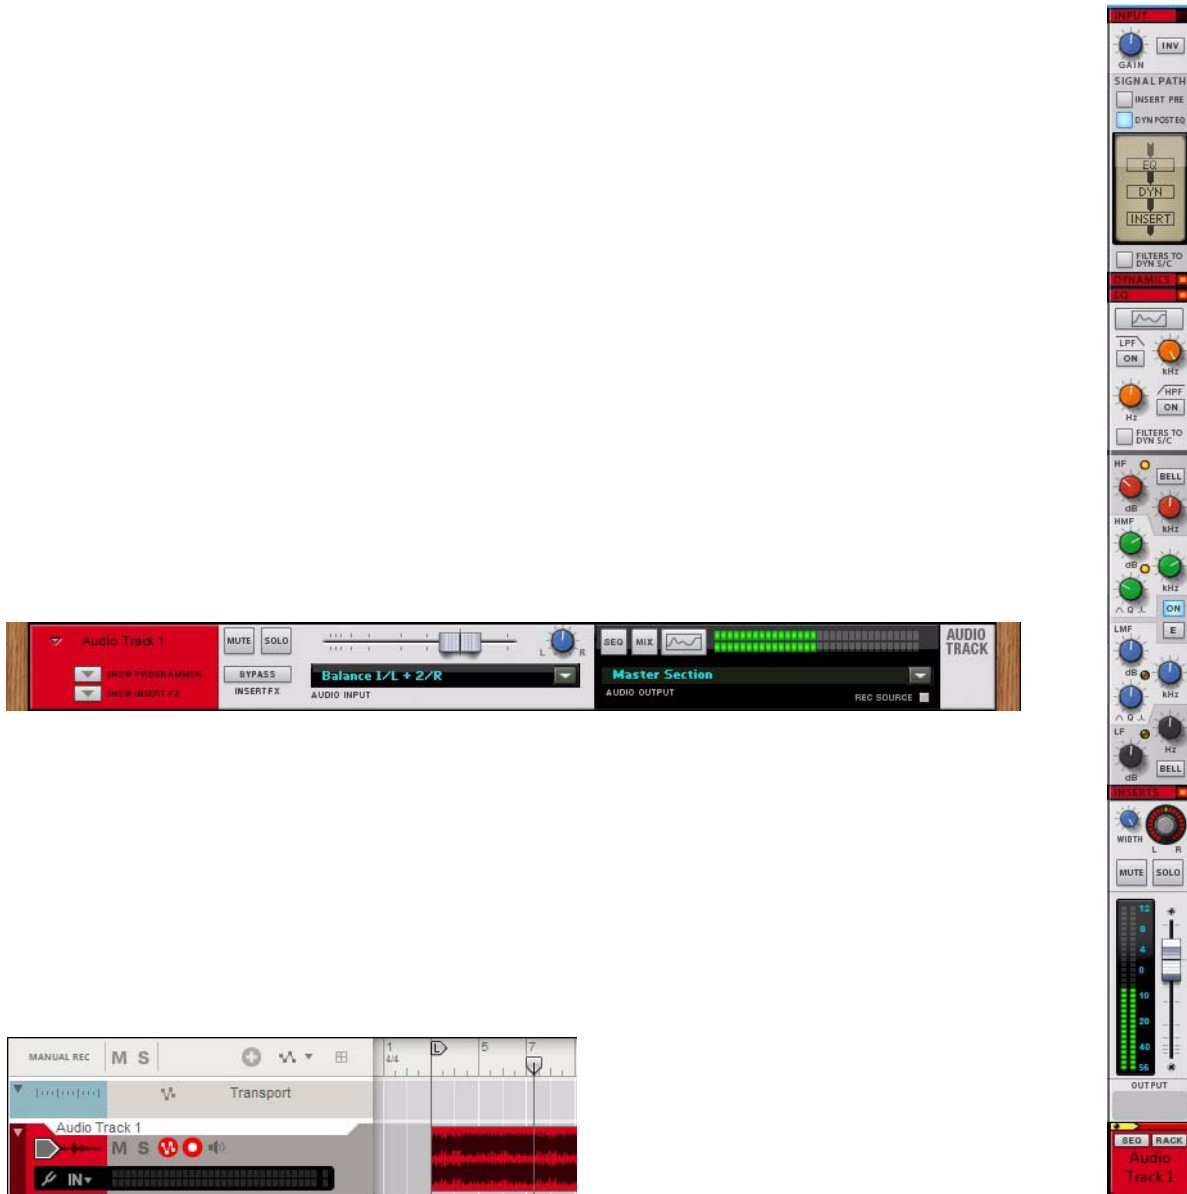 INPUT
INV
GAIN
SIGNAL PATH
INSERT PRE
DYN POST EQ
EQ
DYN
INSERT
FILTERS TO
DYN S/C
DYNAMICS
EQ
LPF
ON
kHz
HPF
ON
Hz
FILTERS TO
DYN S/C
HF
BELL
dB
kHz
HMF
dB
kHz
Q
ON
LMF
E
dB
kHz
Q
LF
Hz
dB
BELL
INSERTS
WIDTH
L R
MUTE SOLO
12
8
4
0
10
20
40
56
OUTPUT
SEQ RACK
Audio
Track 1
Audio Track 1
MUTE SOLO
L R
SEQ MIX
AUDIO
TRACK
SHOW PROGRAMMER
BYPASS
Balance 1/L + 2/R
Master Section
SHOW INSERT FX
INSERT FX
AUDIO INPUT
AUDIO OUTPUT
REC SOURCE
MANUAL REC M S
1 L 5 7
4/4
Transport
Audio Track 1
M S
IN